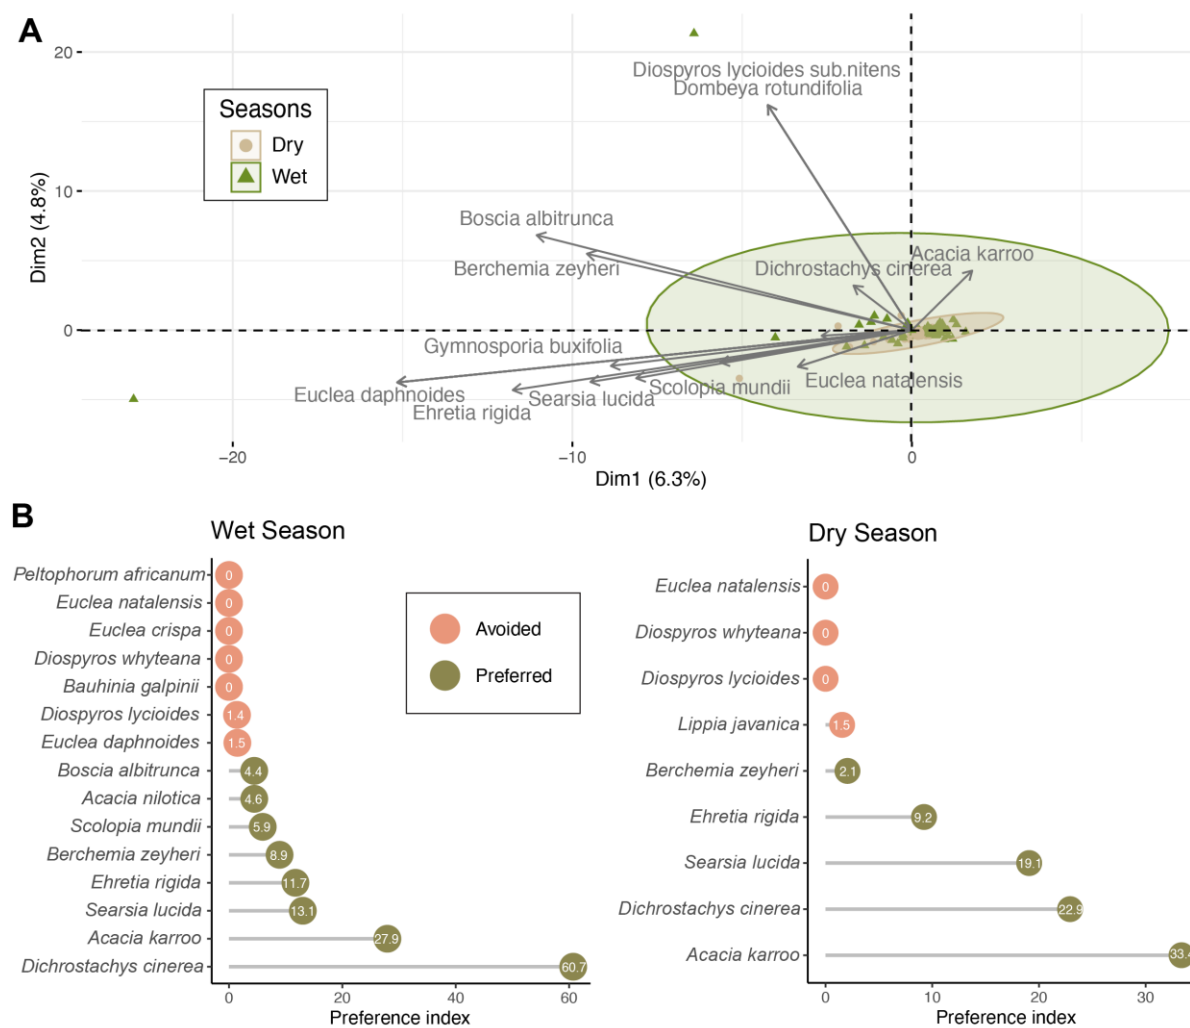 A
20
10
0
Dim2 (4.8%)
Seasons
Dry
Wet
Diospyros lycioides sub.nitens
Dombeya rotundifolia
Boscia albitrunca
Berchemia zeyheri
Acacia karroo
Dichrostachys cinerea
Gymnosporia buxifolia
Euclea daphnoides
Ehretia rigida
Searsia lucida
Scolopia mundii
Euclea natalensis
−20
−10
0
Dim1 (6.3%)
B
Wet Season
Peltophorum africanum 0
Euclea natalensis 0
Euclea crispa 0
Diospyros whyteana 0
Bauhinia galpinii 0
Diospyros lycioides 1.4
Euclea daphnoides 1.5
Boscia albitrunca 4.4
Acacia nilotica 4.6
Scolopia mundii 5.9
Berchemia zeyheri 8.9
Ehretia rigida 11.7
Searsia lucida 13.1
Acacia karroo 27.9
Dichrostachys cinerea 60.7
0 20 40 60
Preference index
Avoided
Preferred
Dry Season
Euclea natalensis 0
Diospyros whyteana 0
Diospyros lycioides 0
Lippia javanica 1.5
Berchemia zeyheri 2.1
Ehretia rigida 9.2
Searsia lucida 19.1
Dichrostachys cinerea 22.9
Acacia karroo 33.4
0 10 20 30
Preference index